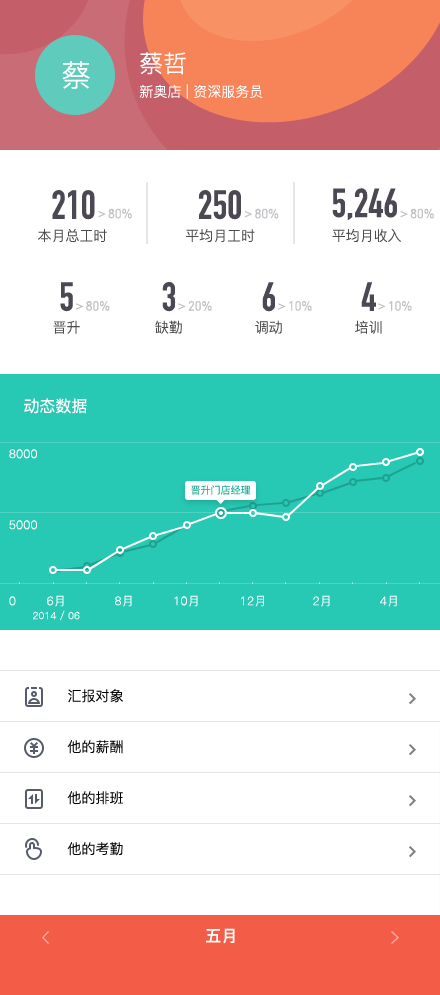 蔡
蔡哲
新奥店 | 资深服务员
210 > 80%
本月总工时
250 > 80%
平均月工时
5,246 > 80%
平均月收入
5 > 80%
晋升
3 > 20%
缺勤
6 > 10%
调动
4 > 10%
培训
动态数据
8000
晋升门店经理
5000
0 6月 8月 10月 12月 2月 4月
2014 / 06
汇报对象
他的薪酬
他的排班
他的考勤
五月